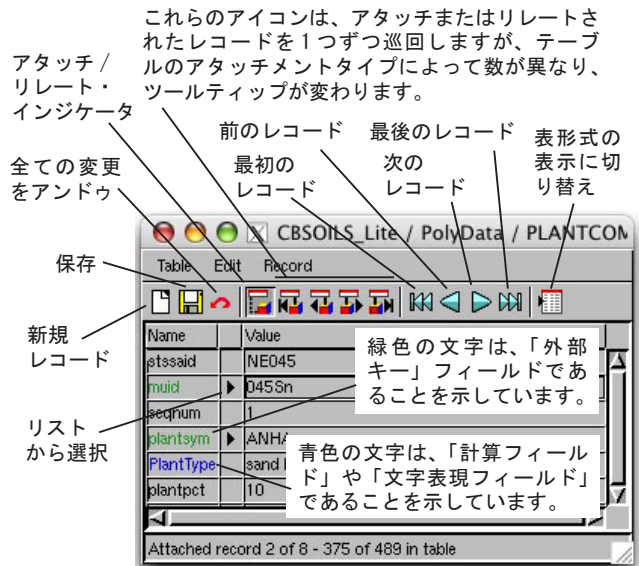 これらのアイコンは、アタッチまたはリレートさ
れたレコードを１つずつ巡回しますが、テーブ
ルのアタッチメントタイプによって数が異なり、
ツールティップが変わります。
アタッチ /
リレート・
インジケータ
前のレコード
最後のレコード
表形式の
表示に切
り替え
全ての変更
をアンドゥ
最初の
レコード
次の
レコード
CBSOILS_Lite / PolyData / PLANTCOM
保存
Table Edit Record
新規
レコード
Name Value
stssaid NE045
muid 045Sn
seqnum 1
plantsym ANHA
PlantType sand
plantpct 10
緑色の文字は、「外部
キー」フィールドであ
ることを示しています。
リスト
から選択
青色の文字は、「計算フィール
ド」や「文字表現フィールド」
であることを示しています。
Attached record 2 of 8 - 375 of 489 in table